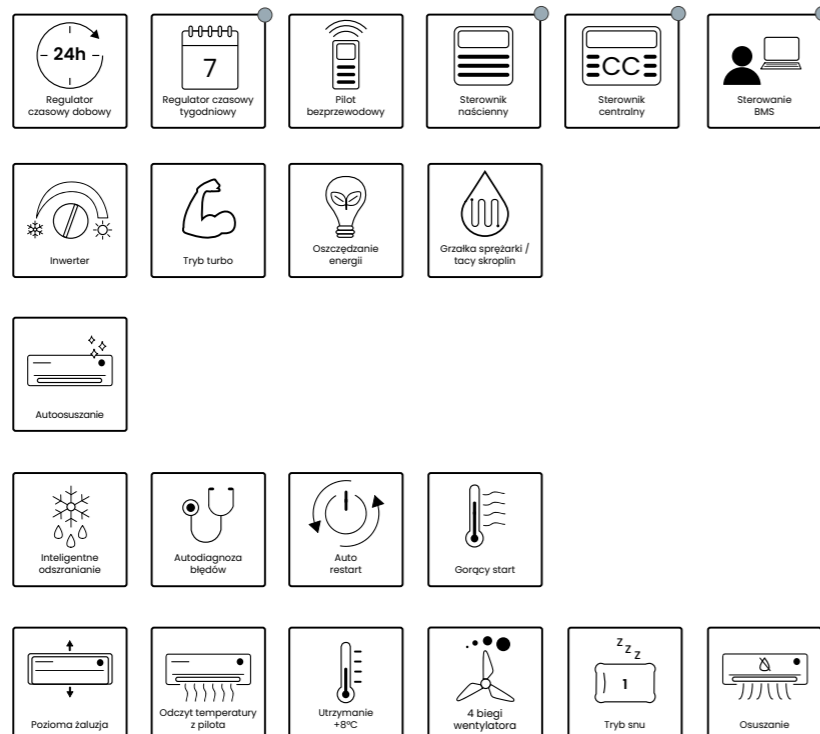 24h
Regulator
czasowy dobowy
7
Regulator czasowy
tygodniowy
Pilot
bezprzewodowy
Sterownik
naścienny
CC
Sterownik
centralny
Sterowanie
BMS
Inwerter
Tryb turbo
Oszczędzanie
energii
Grzałka sprężarki /
tacy skroplin
Autoosuszanie
Inteligentne
odszranianie
Autodiagnoza
błędów
Auto
restart
Gorący start
Pozioma żaluzja
Odczyt temperatury
z pilota
Utrzymanie
+8°C
4 biegi
wentylatora
z z z
1
Tryb snu
Osuszanie